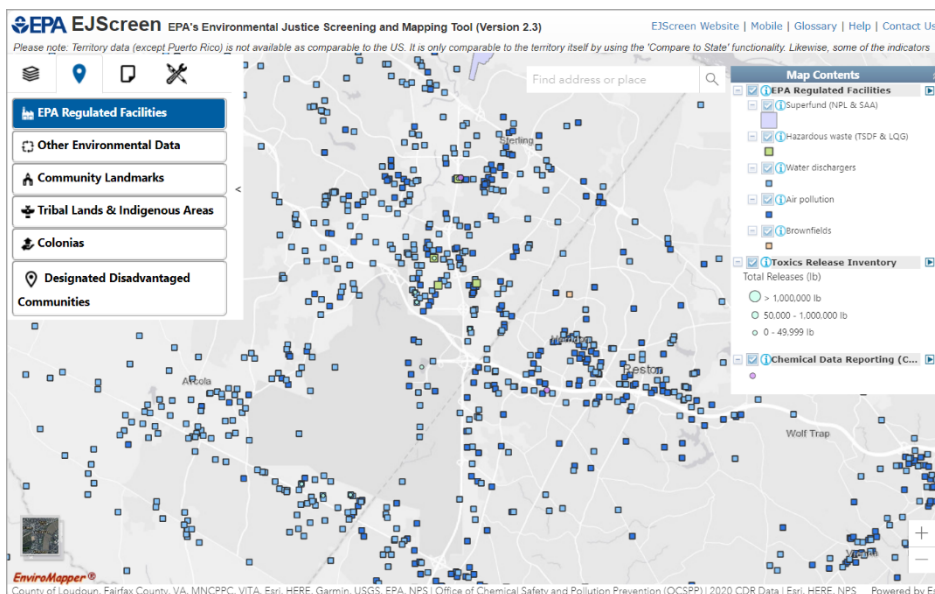 EPA EJScreen EPA's Environmental Justice Screening and Mapping Tool (Version 2.3)
EJScreen Website | Mobile | Glossary | Help | Contact Us
Please note: Territory data (except Puerto Rico) is not available as comparable to the US. It is only comparable to the territory itself by using the 'Compare to State' functionality. Likewise, some of the indicators
EPA Regulated Facilities
Other Environmental Data
Community Landmarks
Tribal Lands & Indigenous Areas
Colonias
Designated Disadvantaged
Communities
<
Find address or place
Map Contents
EPA Regulated Facilities
Superfund (NPL & SAA)
Hazardous waste (TSDF & LQG)
Water dischargers
Air pollution
Brownfields
Toxics Release Inventory
Total Releases (lb)
> 1,000,000 lb
50,000 - 1,000,000 lb
0 - 49,999 lb
Chemical Data Reporting (C...
Sterling
Reston
Arcola
Wolf Trap
+
−
EnviroMapper®
County of Loudoun, Fairfax County, VA, MNCPPC, VITA, Esri, HERE, Garmin, USGS, EPA, NPS | Office of Chemical Safety and Pollution Prevention (OCSPP) | 2020 CDR Data | Esri, HERE, NPS
Powered by Es